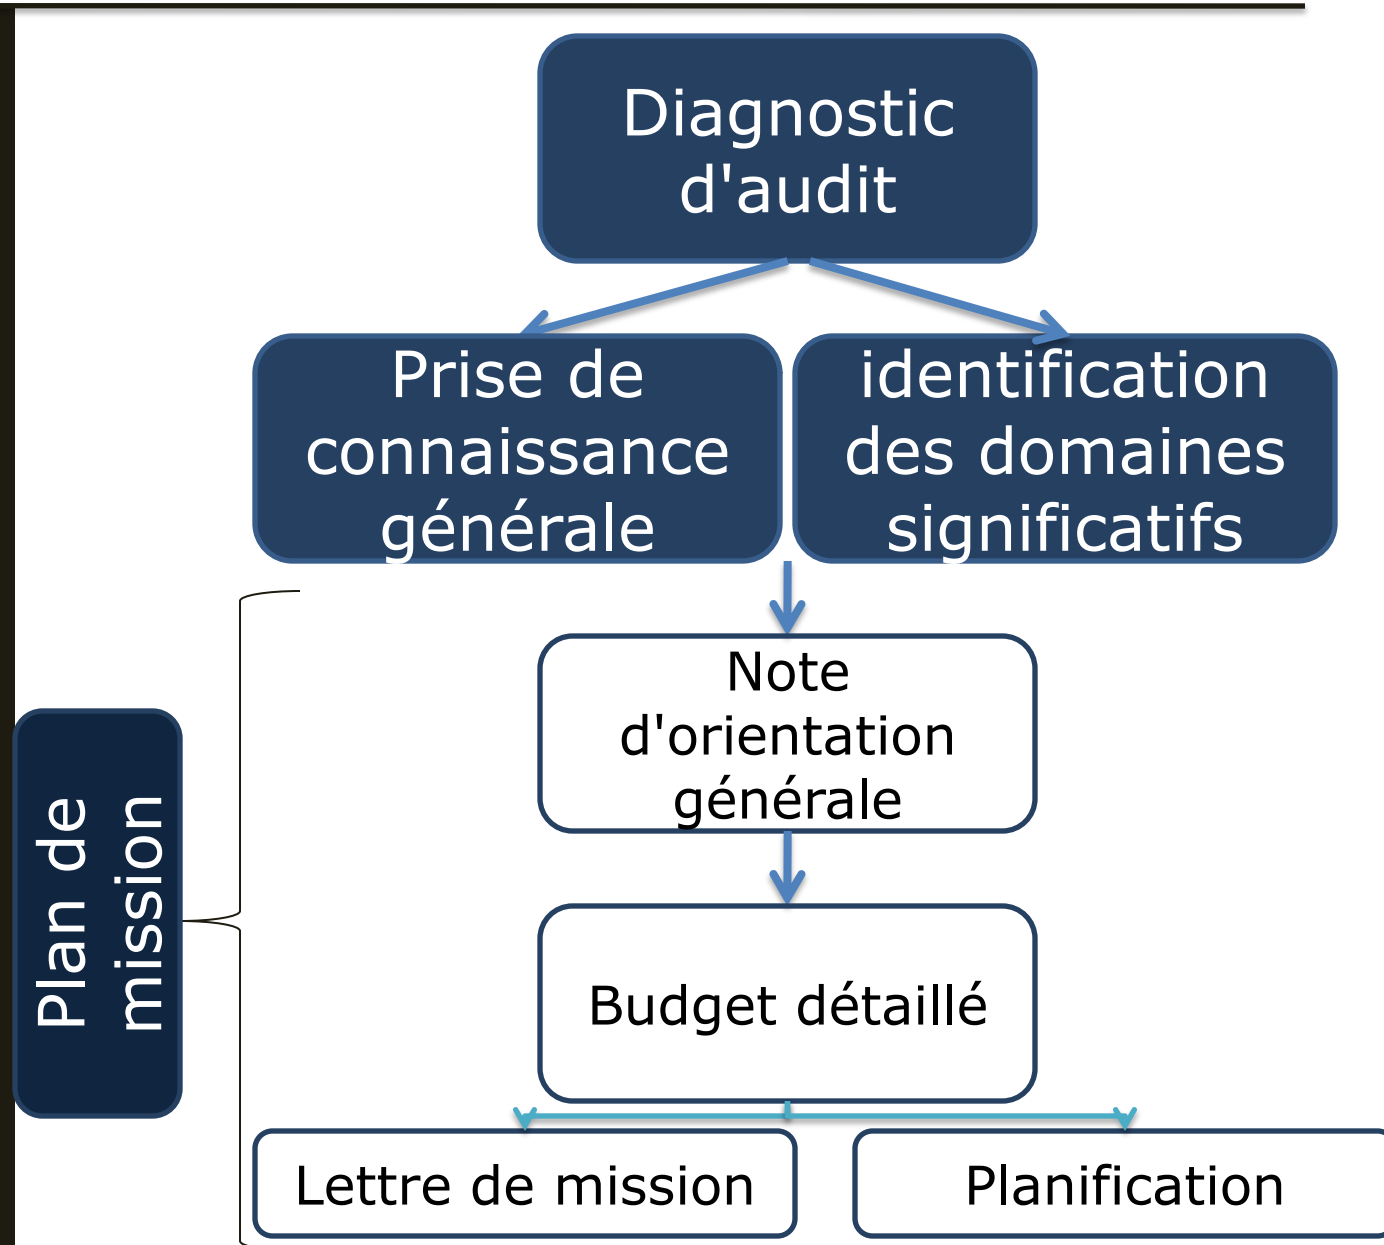 Diagnostic
d'audit
Prise de
connaissance
générale
identification
des domaines
significatifs
Note
d'orientation
générale
Plan de
mission
Budget détaillé
Lettre de mission
Planification